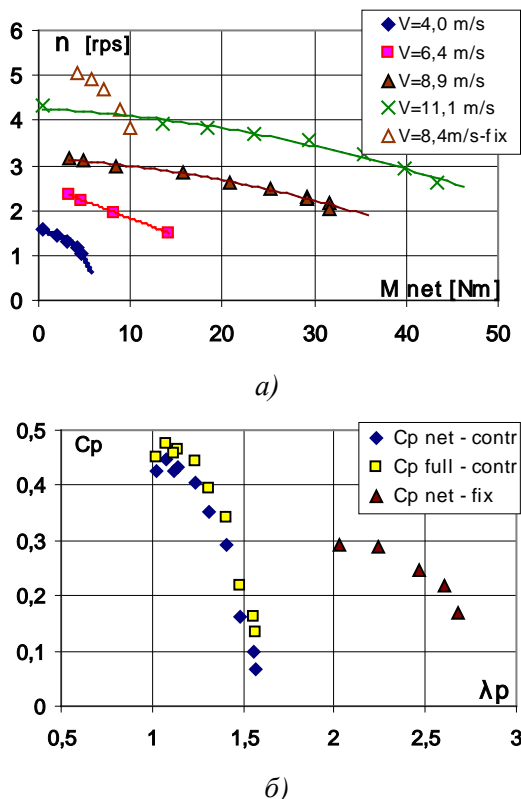 6
5
4
3
2
1
0
n [rps]
V=4,0 m/s
V=6,4 m/s
V=8,9 m/s
V=11,1 m/s
V=8,4m/s-fix
M net [Nm]
0 10 20 30 40 50
а)
0,5
0,4
0,3
0,2
0,1
0
Cp
Cp net - contr
Cp full - contr
Cp net - fix
λp
0,5 1 1,5 2 2,5 3
б)